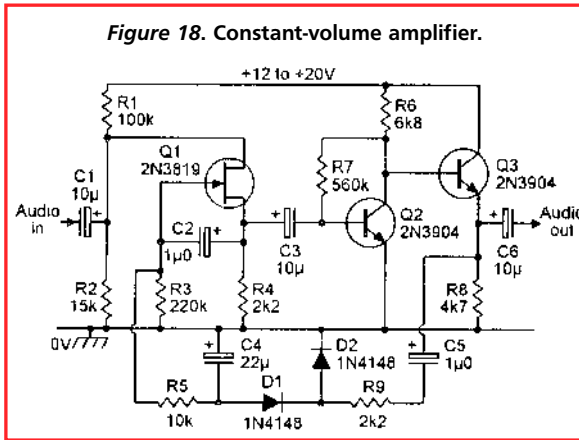 Figure 18. Constant-volume amplifier.
+12 to +20V
R1
100k
R6
6k8
Q1
2N3819
Q3
2N3904
C1
10µ
R7
560k
Audio
in
C2
1µ0
C3
10µ
Q2
2N3904
Audio
out
C6
10µ
R2
15k
R3
220k
R4
2k2
R8
4k7
0V
C4
22µ
D2
1N4148
C5
1µ0
R5
10k
D1
1N4148
R9
2k2